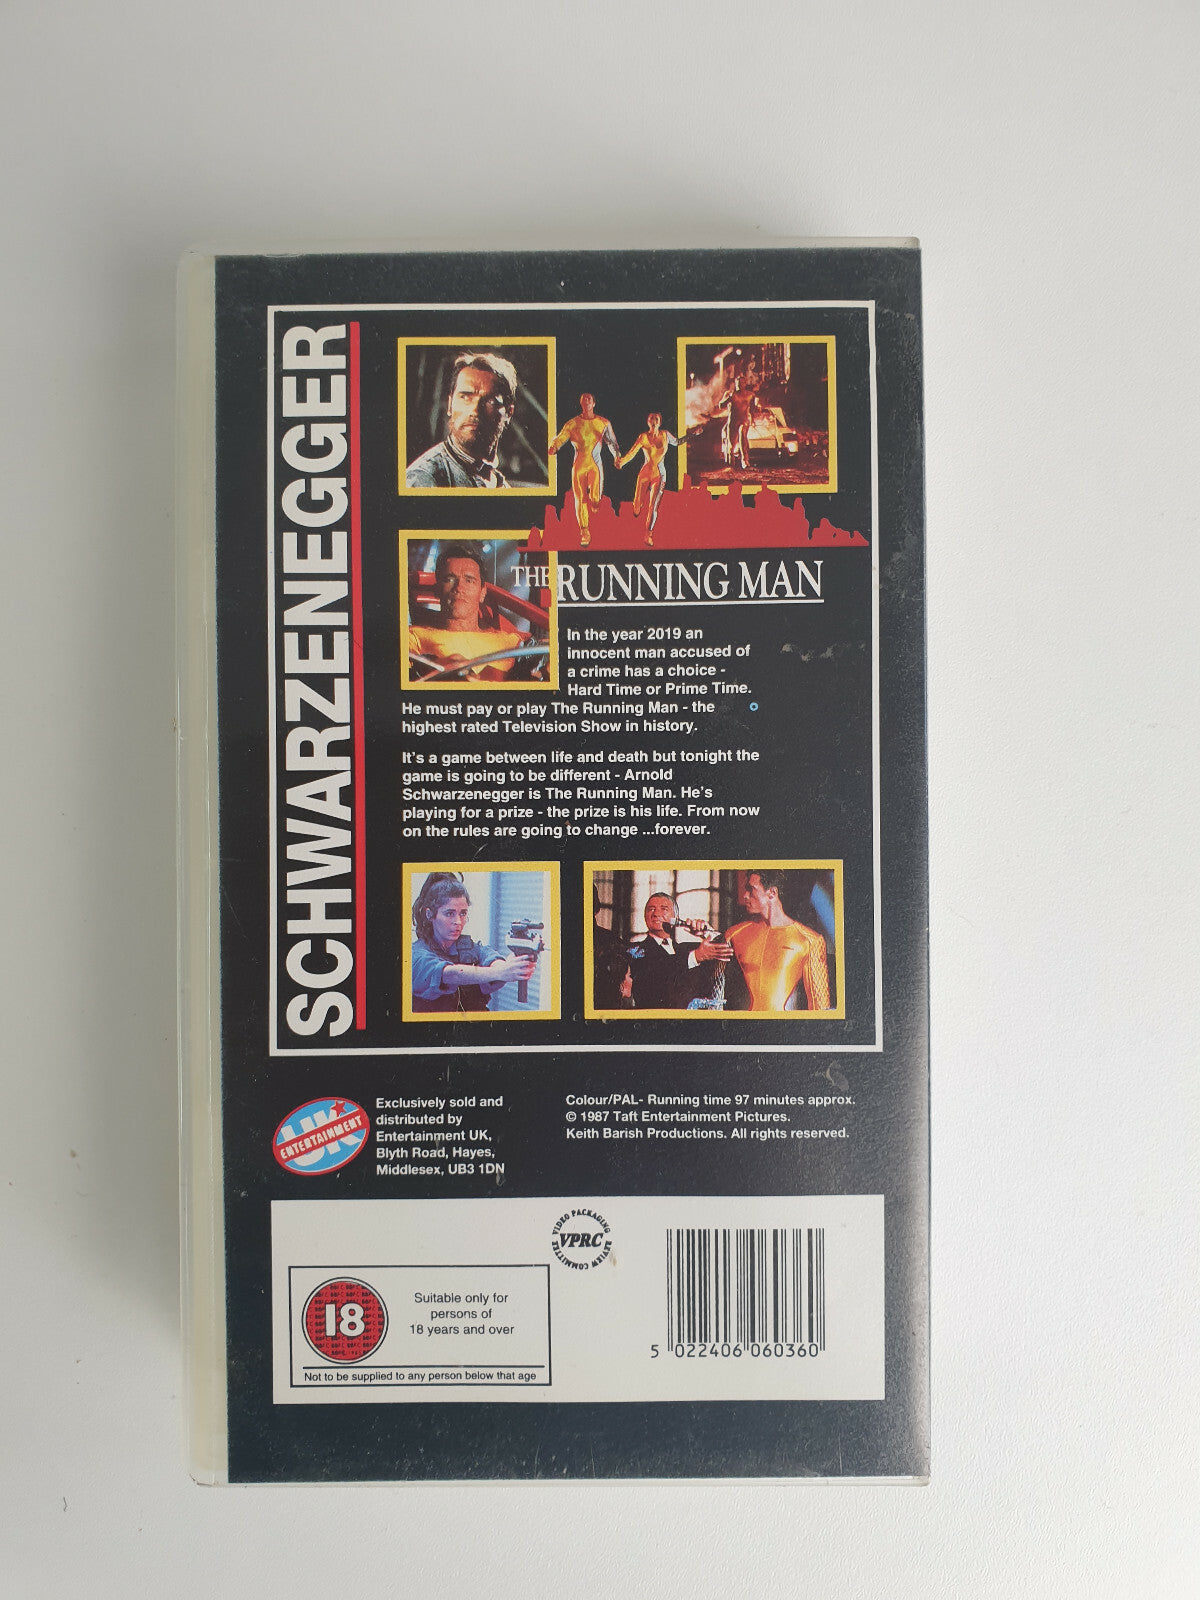 SCHWARZENEGGER
THE RUNNING MAN
In the year 2019 an
innocent man accused of
a crime has a choice -
Hard Time or Prime Time.
He must pay or play The Running Man - the
highest rated Television Show in history.
It's a game between life and death but tonight the
game is going to be different - Arnold
Schwarzenegger is The Running Man. He's
playing for a prize - the prize is his life. From now
on the rules are going to change ...forever.
UK
ENTERTAINMENT
Exclusively sold and
distributed by
Entertainment UK,
Blyth Road, Hayes,
Middlesex, UB3 1DN
Colour/PAL- Running time 97 minutes approx.
© 1987 Taft Entertainment Pictures.
Keith Barish Productions. All rights reserved.
VIDEO PACKAGING
VPRC
REVIEW COMMITTEE
18
Suitable only for
persons of
18 years and over
Not to be supplied to any person below that age
5 022406 060360